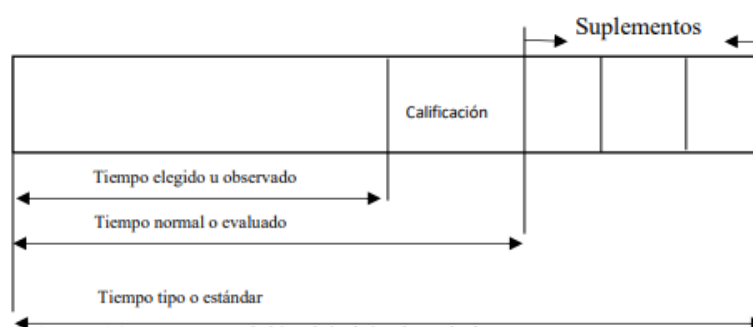 Suplementos
Calificación
Tiempo elegido u observado
Tiempo normal o evaluado
Tiempo tipo o estándar